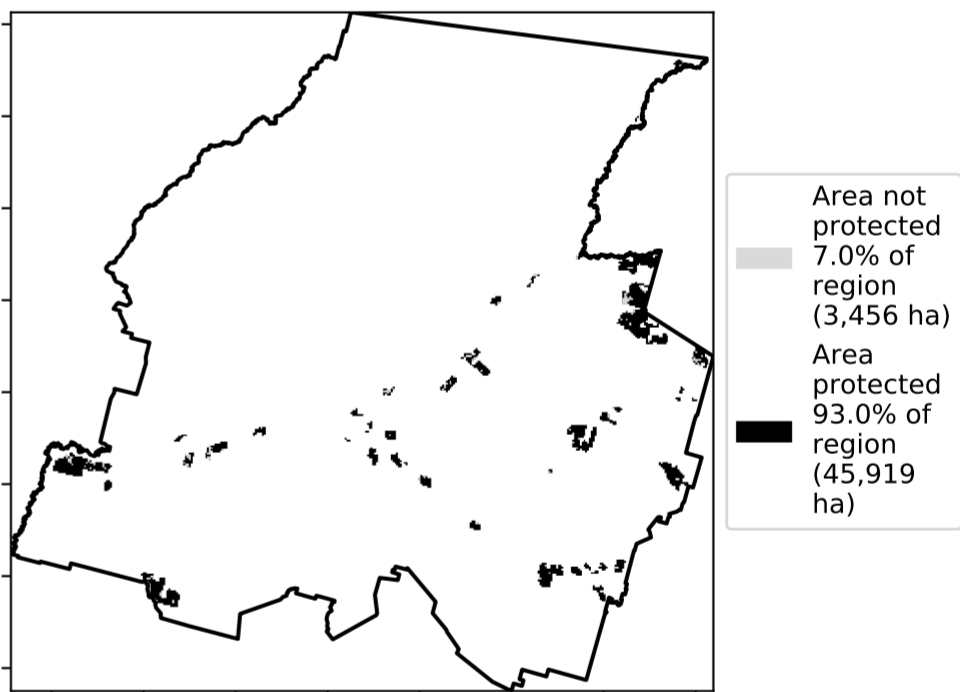 Area not
protected
7.0% of
region
(3,456 ha)
Area
protected
93.0% of
region
(45,919
ha)